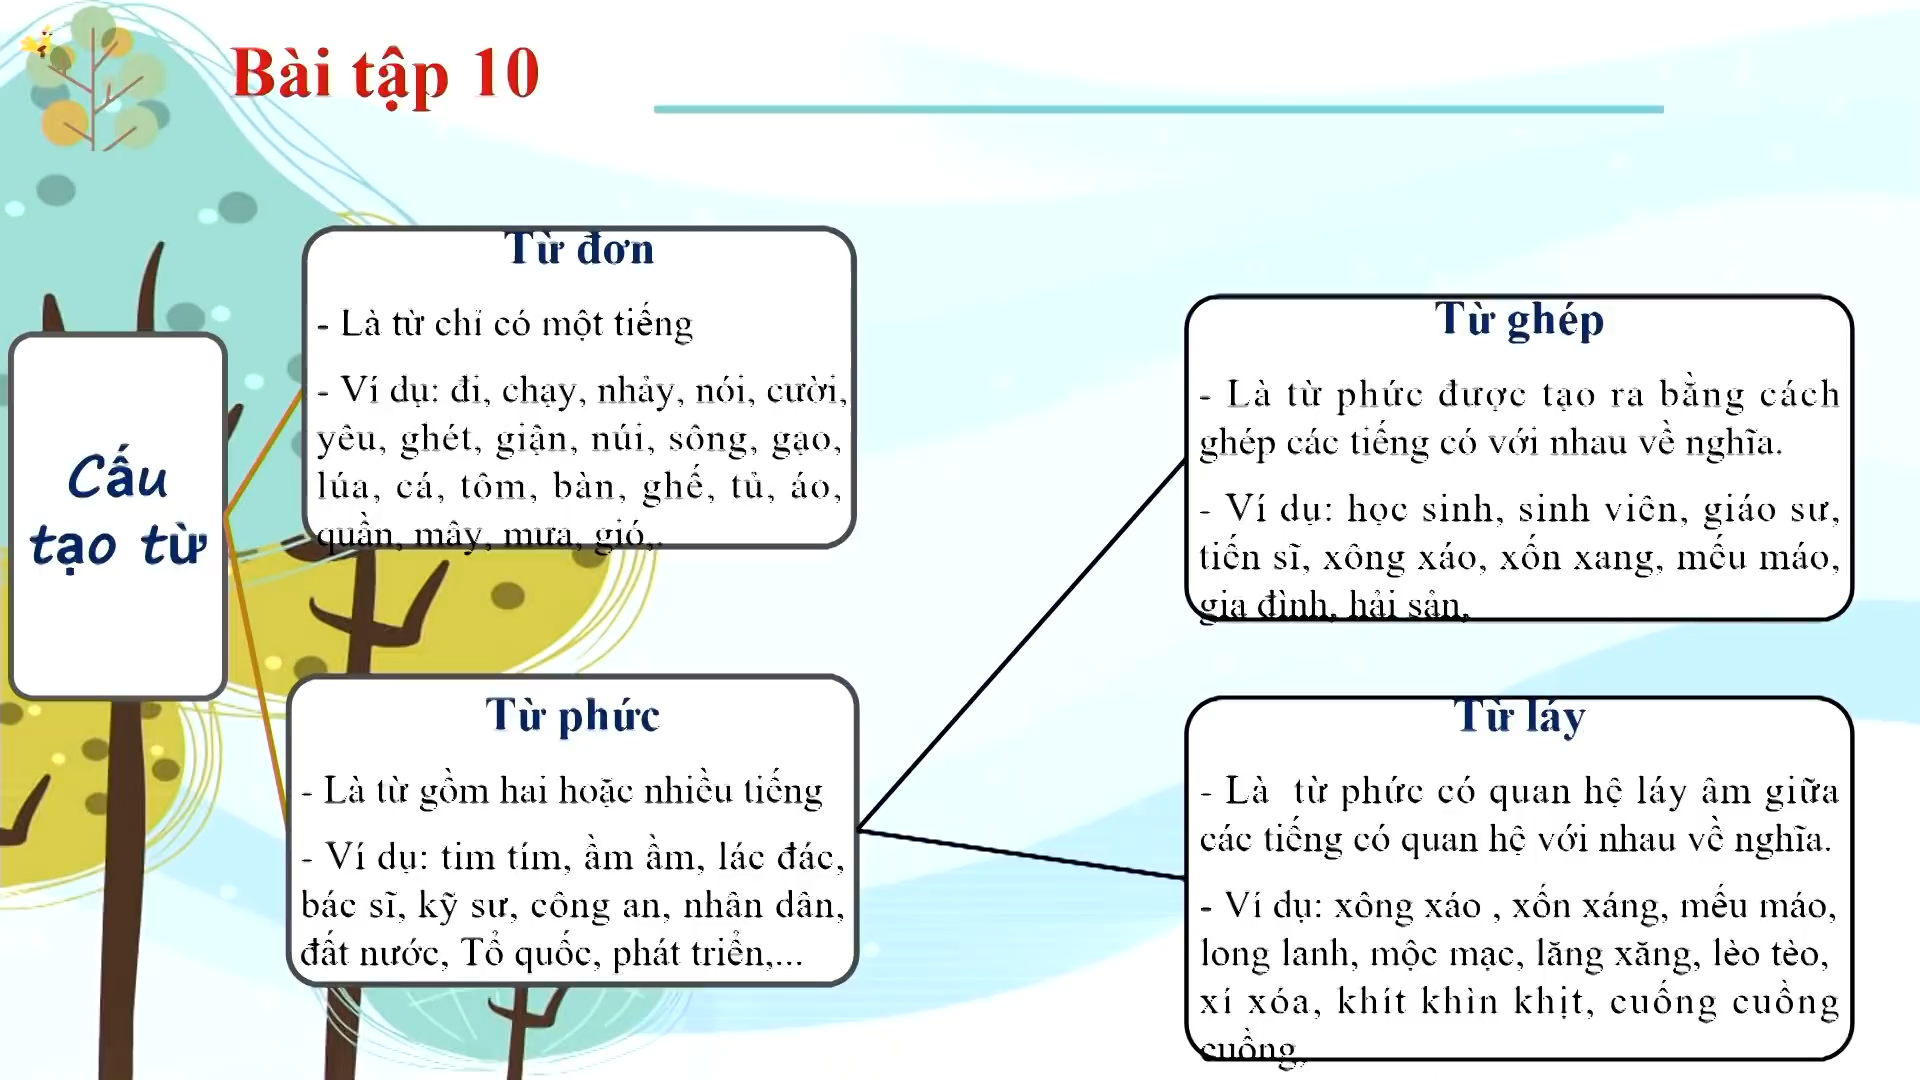 Bài tập 10
Cấu
tạo từ
Từ đơn
- Là từ chỉ có một tiếng
- Ví dụ: đi, chạy, nhảy, nói, cười,
yêu, ghét, giận, núi, sông, gạo,
lúa, cá, tôm, bàn, ghế, tủ, áo,
quần, mây, mưa, gió,.
Từ phức
- Là từ gồm hai hoặc nhiều tiếng
- Ví dụ: tim tím, ầm ầm, lác đác,
bác sĩ, kỹ sư, công an, nhân dân,
đất nước, Tổ quốc, phát triển,...
Từ ghép
- Là từ phức được tạo ra bằng cách
ghép các tiếng có với nhau về nghĩa.
- Ví dụ: học sinh, sinh viên, giáo sư,
tiến sĩ, xông xáo, xốn xang, mếu máo,
gia đình, hải sản,
Từ láy
- Là từ phức có quan hệ láy âm giữa
các tiếng có quan hệ với nhau về nghĩa.
- Ví dụ: xông xáo , xốn xáng, mếu máo,
long lanh, mộc mạc, lăng xăng, lèo tèo,
xí xóa, khít khìn khịt, cuống cuồng
cuồng,